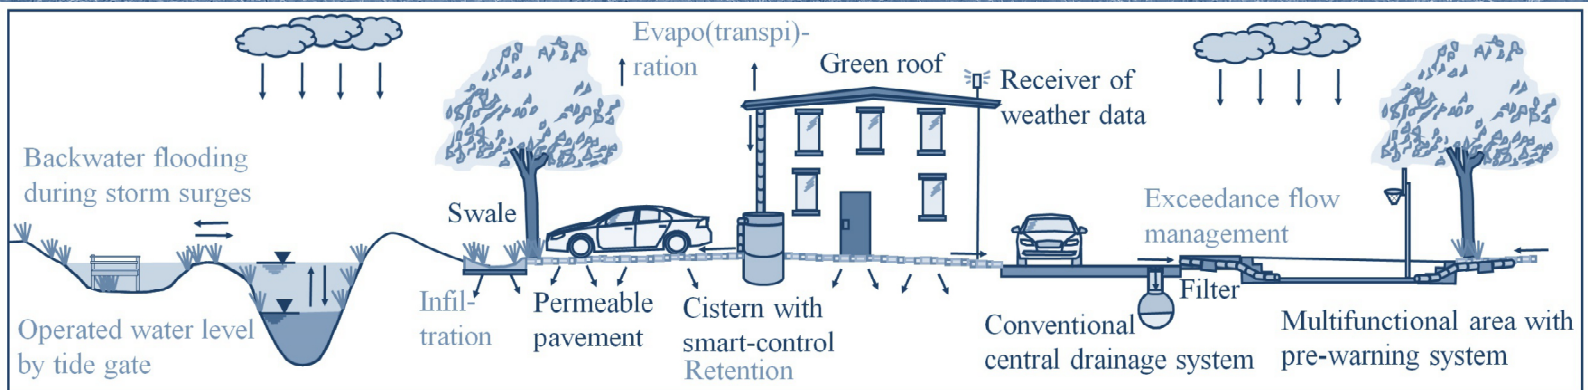 Evapo(transpi)-
ration
Green roof
Receiver of
weather data
Backwater flooding
during storm surges
Swale
Exceedance flow
management
Operated water level
by tide gate
Infil-
tration
Permeable
pavement
Cistern with
smart-control
Retention
Conventional
central drainage system
Filter
Multifunctional area with
pre-warning system